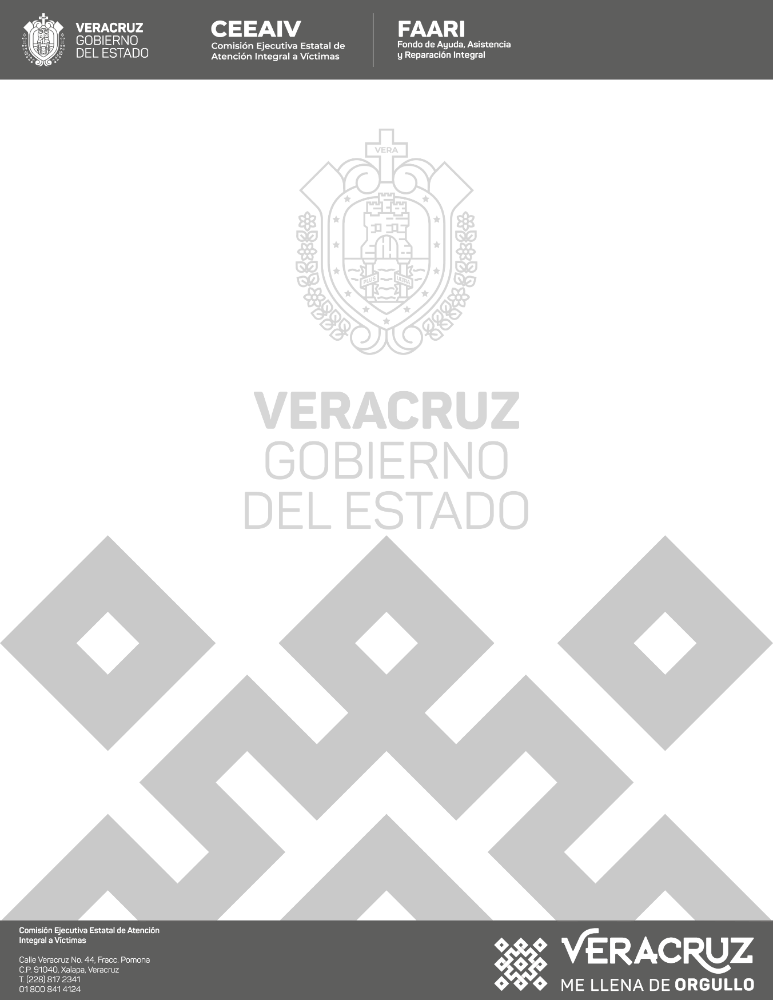 VERACRUZ
GOBIERNO
DEL ESTADO
CEEAIV
Comisión Ejecutiva Estatal de
Atención Integral a Víctimas
FAARI
Fondo de Ayuda, Asistencia
y Reparación Integral
VERA
PLUS
ULTRA
VERACRUZ
GOBIERNO
DEL ESTADO
Comisión Ejecutiva Estatal de Atención
Integral a Víctimas
Calle Veracruz No. 44, Fracc. Pomona
C.P. 91040, Xalapa, Veracruz
T. (228) 817 2341
01 800 841 4124
VERACRUZ
ME LLENA DE ORGULLO